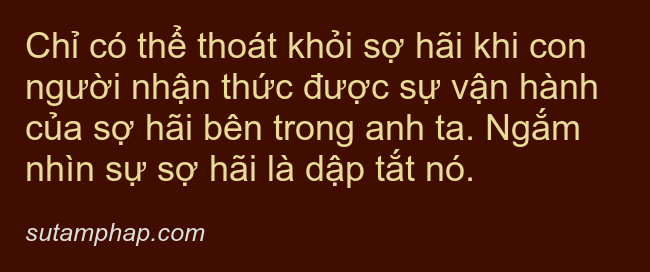 Chỉ có thể thoát khỏi sợ hãi khi con
người nhận thức được sự vận hành
của sợ hãi bên trong anh ta. Ngắm
nhìn sự sợ hãi là dập tắt nó.
sutamphap.com